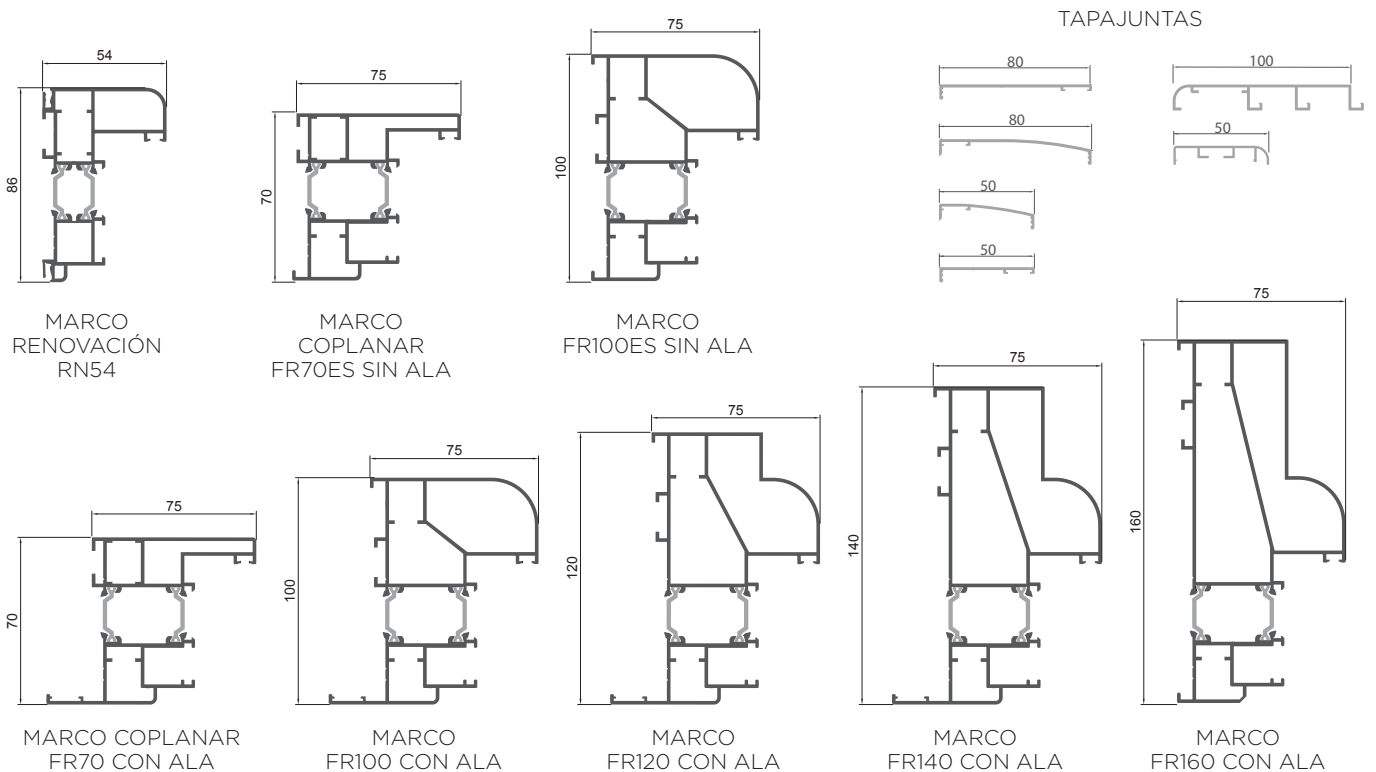 TAPAJUNTAS
54
86
MARCO
RENOVACIÓN
RN54
75
70
MARCO
COPLANAR
FR70ES SIN ALA
75
100
MARCO
FR100ES SIN ALA
80
80
50
50
100
50
75
70
MARCO COPLANAR
FR70 CON ALA
75
100
MARCO
FR100 CON ALA
75
120
MARCO
FR120 CON ALA
75
140
MARCO
FR140 CON ALA
75
160
MARCO
FR160 CON ALA